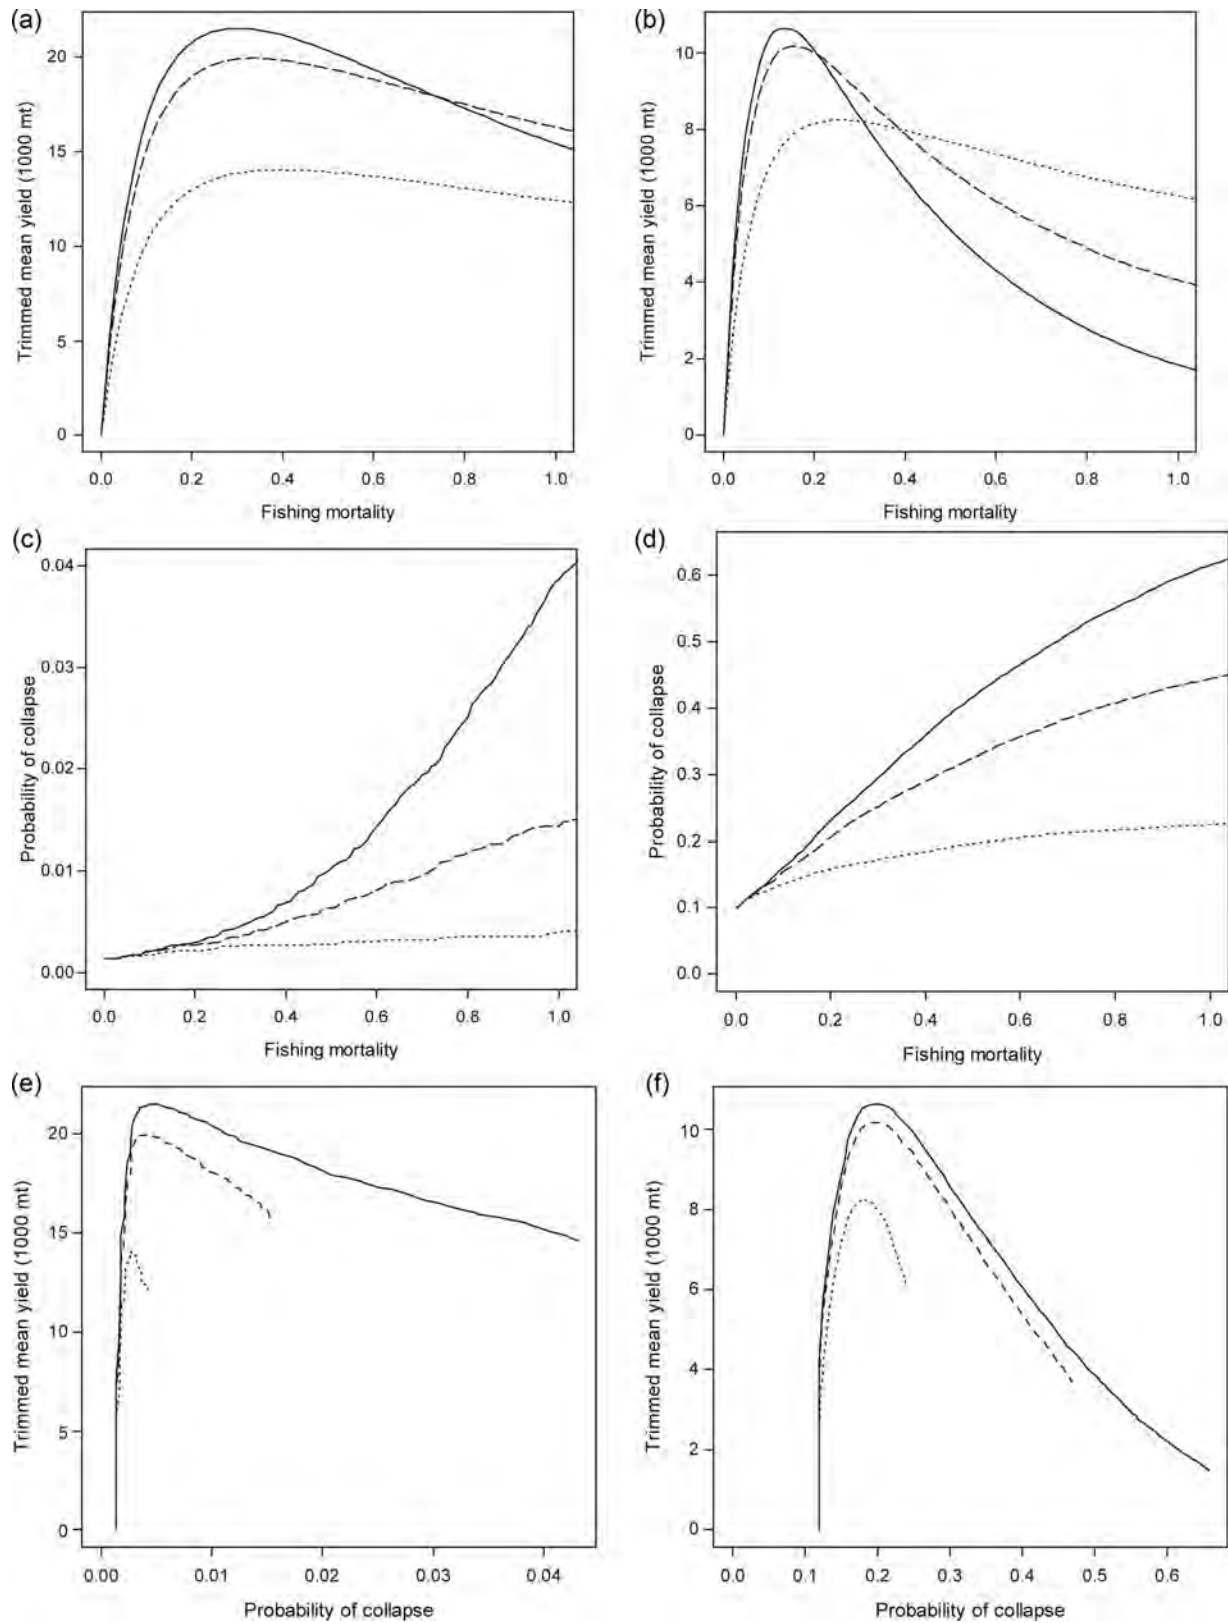 (a)
Trimmed mean yield (1000 mt)
20
15
10
5
0
0.0 0.2 0.4 0.6 0.8 1.0
Fishing mortality
(b)
Trimmed mean yield (1000 mt)
10
8
6
4
2
0
0.0 0.2 0.4 0.6 0.8 1.0
Fishing mortality
(c)
Probability of collapse
0.04
0.03
0.02
0.01
0.00
0.0 0.2 0.4 0.6 0.8 1.0
Fishing mortality
(d)
Probability of collapse
0.6
0.5
0.4
0.3
0.2
0.1
0.0
0.0 0.2 0.4 0.6 0.8 1.0
Fishing mortality
(e)
Trimmed mean yield (1000 mt)
20
15
10
5
0
0.00 0.01 0.02 0.03 0.04
Probability of collapse
(f)
Trimmed mean yield (1000 mt)
10
8
6
4
2
0
0.0 0.1 0.2 0.3 0.4 0.5 0.6
Probability of collapse